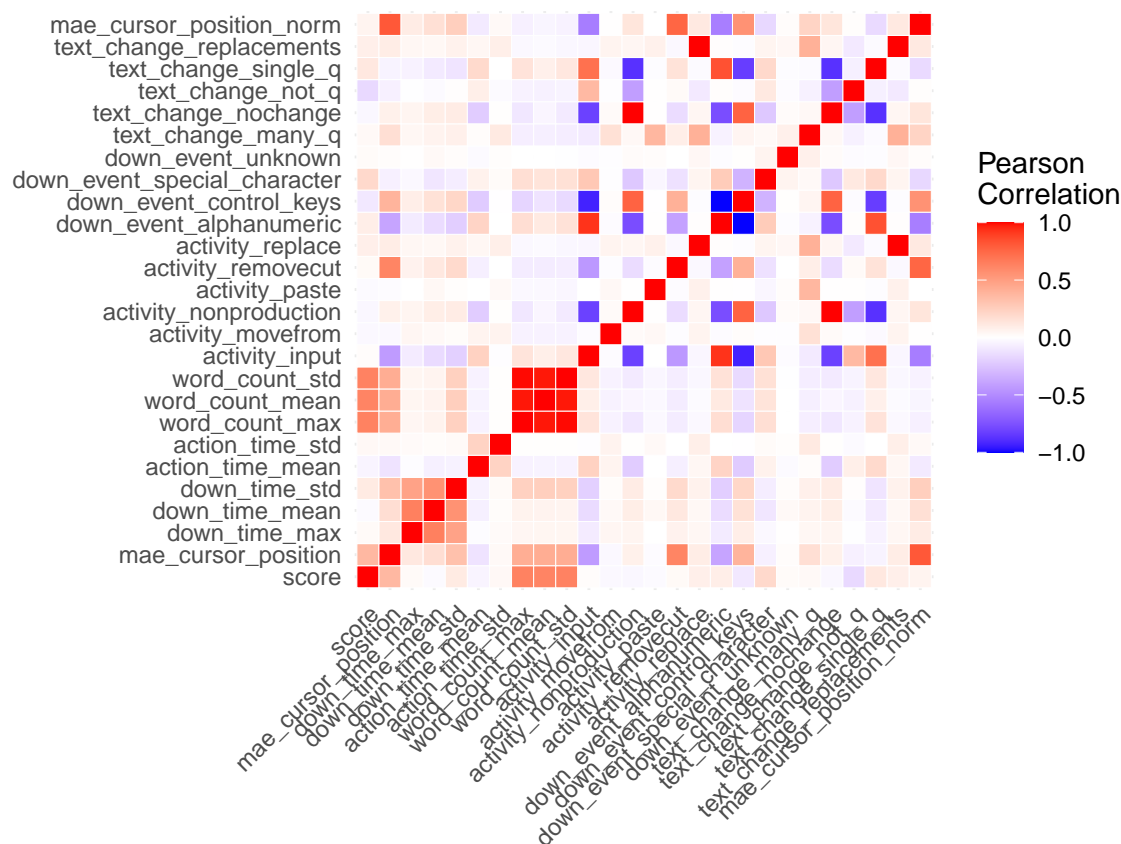 mae_cursor_position_norm
text_change_replacements
text_change_single_q
text_change_not_q
text_change_nochange
text_change_many_q
down_event_unknown
down_event_special_character
down_event_control_keys
down_event_alphanumeric
activity_replace
activity_removecut
activity_paste
activity_nonproduction
activity_movefrom
activity_input
word_count_std
word_count_mean
word_count_max
action_time_std
action_time_mean
down_time_std
down_time_mean
down_time_max
mae_cursor_position
score
score
mae_cursor_position
down_time_max
down_time_mean
down_time_std
action_time_mean
action_time_std
word_count_max
word_count_mean
word_count_std
activity_input
activity_movefrom
activity_nonproduction
activity_paste
activity_removecut
activity_replace
down_event_alphanumeric
down_event_control_keys
down_event_special_character
down_event_unknown
text_change_many_q
text_change_nochange
text_change_not_q
text_change_single_q
text_change_replacements
mae_cursor_position_norm
Pearson
Correlation
1.0
0.5
0.0
−0.5
−1.0